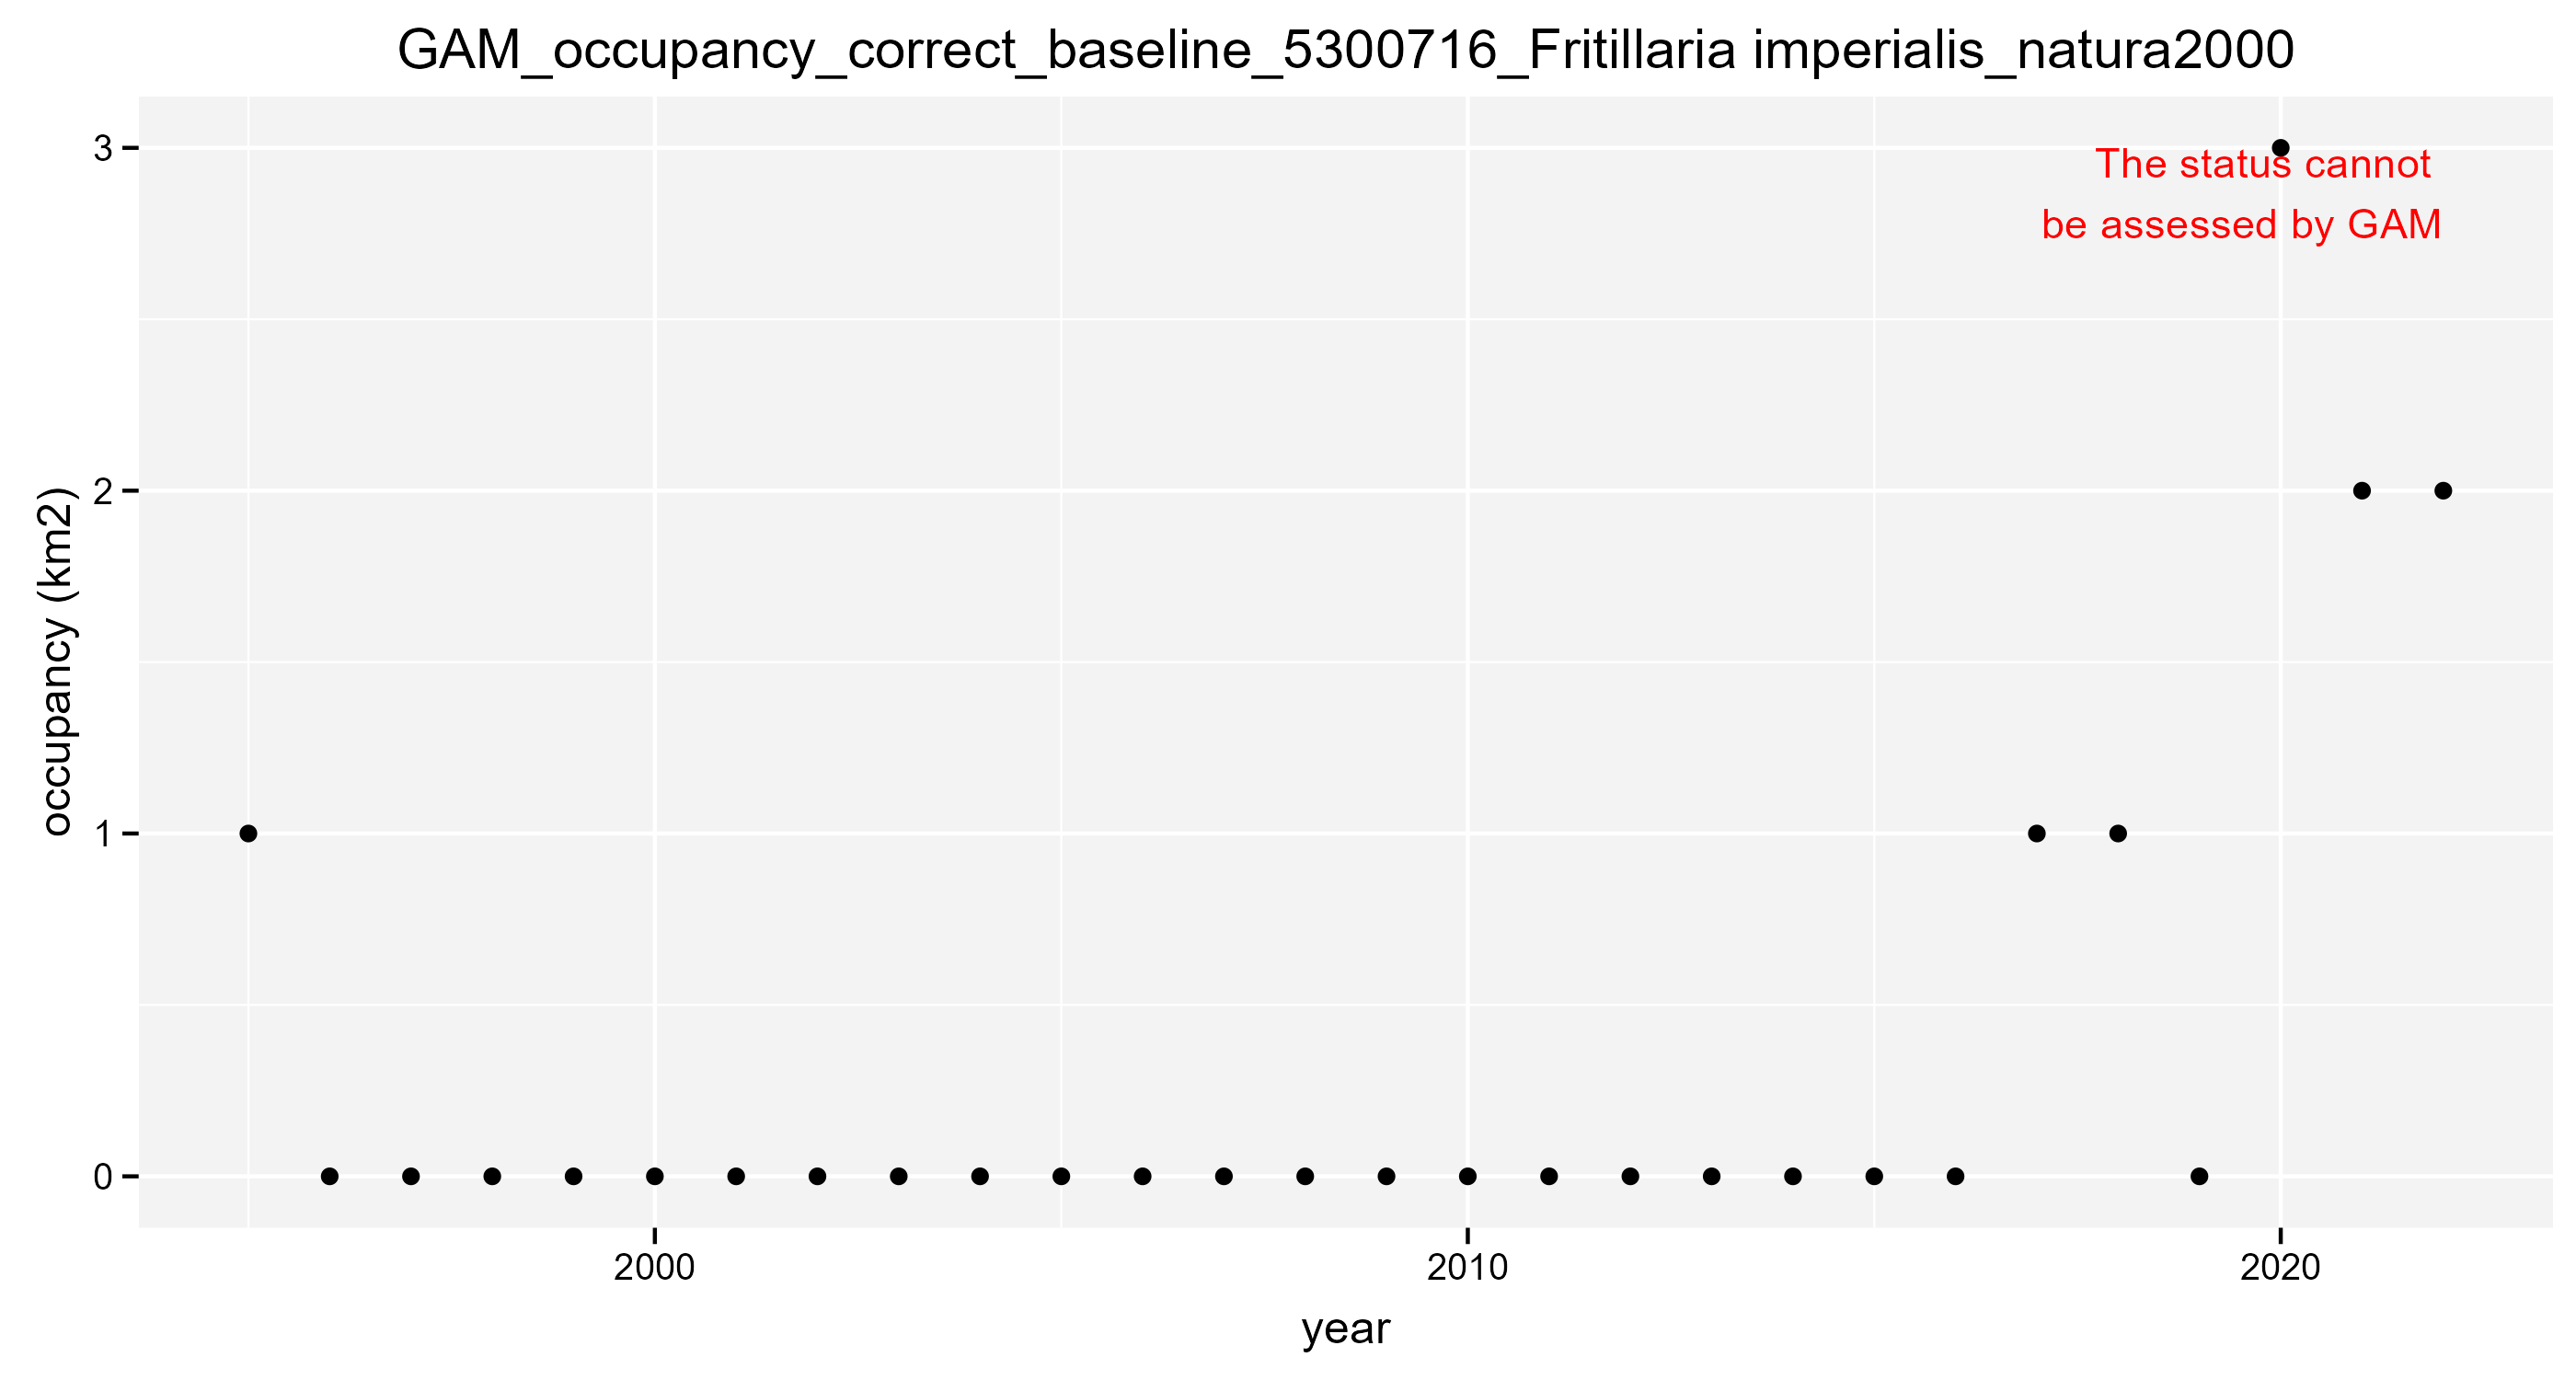 GAM_occupancy_correct_baseline_5300716_Fritillaria imperialis_natura2000
3
The status cannot
be assessed by GAM
2
occupancy (km2)
1
0
2000 2010 2020
year